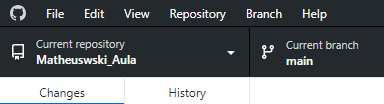 File Edit View Repository Branch Help
Current repository Current branch
Matheuswski_Aula main
Changes History